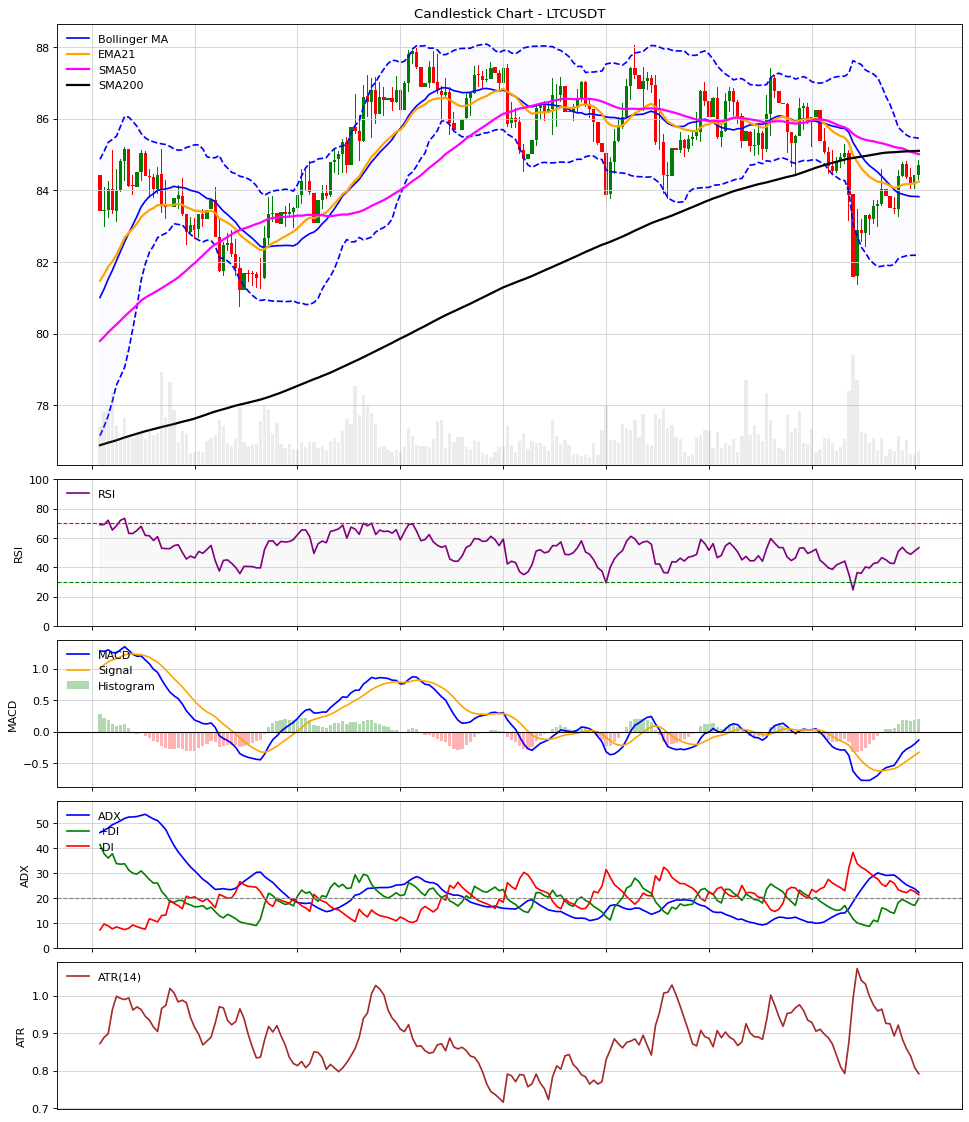 Candlestick Chart - LTCUSDT
Bollinger MA
EMA21
SMA50
SMA200
88
86
84
82
80
78
RSI
100
80
60
40
20
0
RSI
MACD
Signal
Histogram
1.0
0.5
0.0
−0.5
MACD
ADX
+DI
-DI
50
40
30
20
10
0
ADX
ATR(14)
1.0
0.9
0.8
0.7
ATR